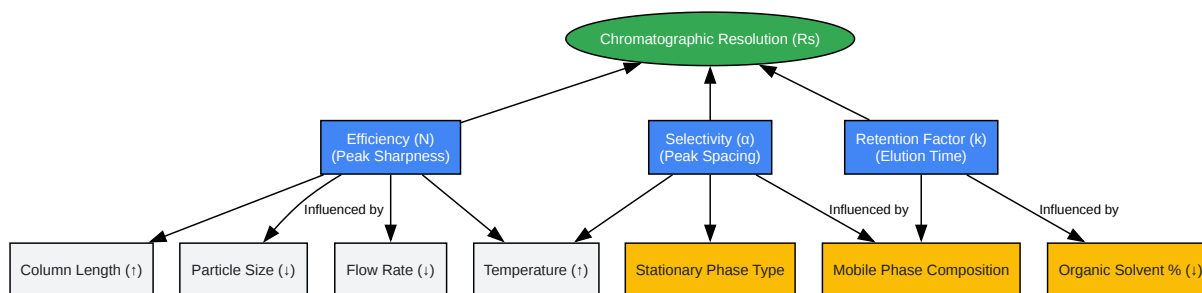 Chromatographic Resolution (Rs)
Efficiency (N)
(Peak Sharpness)
Selectivity (α)
(Peak Spacing)
Retention Factor (k)
(Elution Time)
Influenced by
Influenced by
Influenced by
Column Length (↑)
Particle Size (↓)
Flow Rate (↓)
Temperature (↑)
Stationary Phase Type
Mobile Phase Composition
Organic Solvent % (↓)